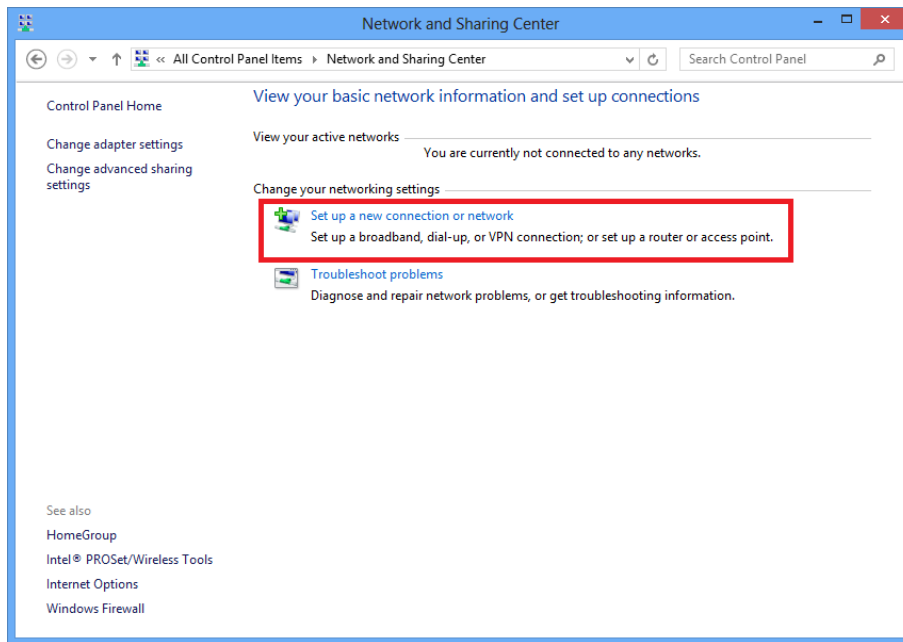 Network and Sharing Center
« All Control Panel Items Network and Sharing Center
Search Control Panel
Control Panel Home
Change adapter settings
Change advanced sharing
settings
View your basic network information and set up connections
View your active networks
You are currently not connected to any networks.
Change your networking settings
Set up a new connection or network
Set up a broadband, dial-up, or VPN connection; or set up a router or access point.
Troubleshoot problems
Diagnose and repair network problems, or get troubleshooting information.
See also
HomeGroup
Intel® PROSet/Wireless Tools
Internet Options
Windows Firewall